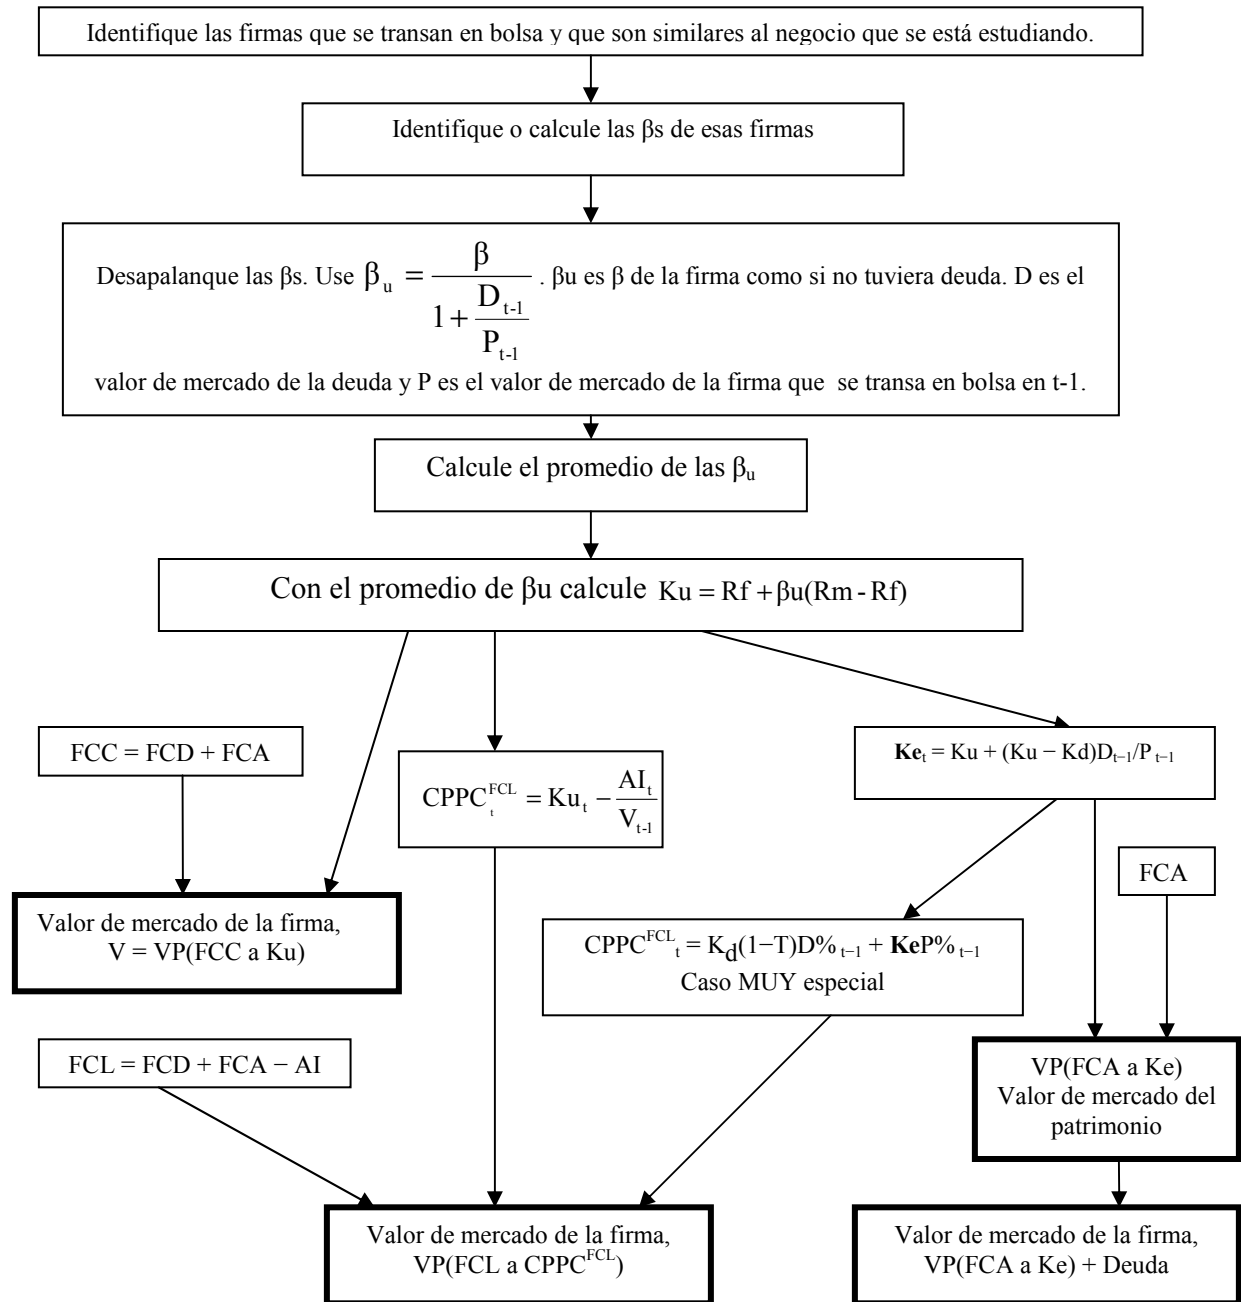 Identifique las firmas que se transan en bolsa y que son similares al negocio que se está estudiando.
Identifique o calcule las βs de esas firmas
Desapalanque las βs. Use β_u = β / (1 + D_t-1 / P_t-1) . βu es β de la firma como si no tuviera deuda. D es el
valor de mercado de la deuda y P es el valor de mercado de la firma que se transa en bolsa en t-1.
Calcule el promedio de las β_u
Con el promedio de βu calcule Ku = Rf + βu(Rm - Rf)
FCC = FCD + FCA
CPPC_t^FCL = Ku_t − AI_t / V_t-1
Ke_t = Ku + (Ku − Kd)D_t−1/P_t−1
FCA
Valor de mercado de la firma,
V = VP(FCC a Ku)
CPPC^FCL_t = K_d(1−T)D%_t−1 + KeP%_t−1
Caso MUY especial
FCL = FCD + FCA − AI
VP(FCA a Ke)
Valor de mercado del
patrimonio
Valor de mercado de la firma,
VP(FCL a CPPC^FCL)
Valor de mercado de la firma,
VP(FCA a Ke) + Deuda